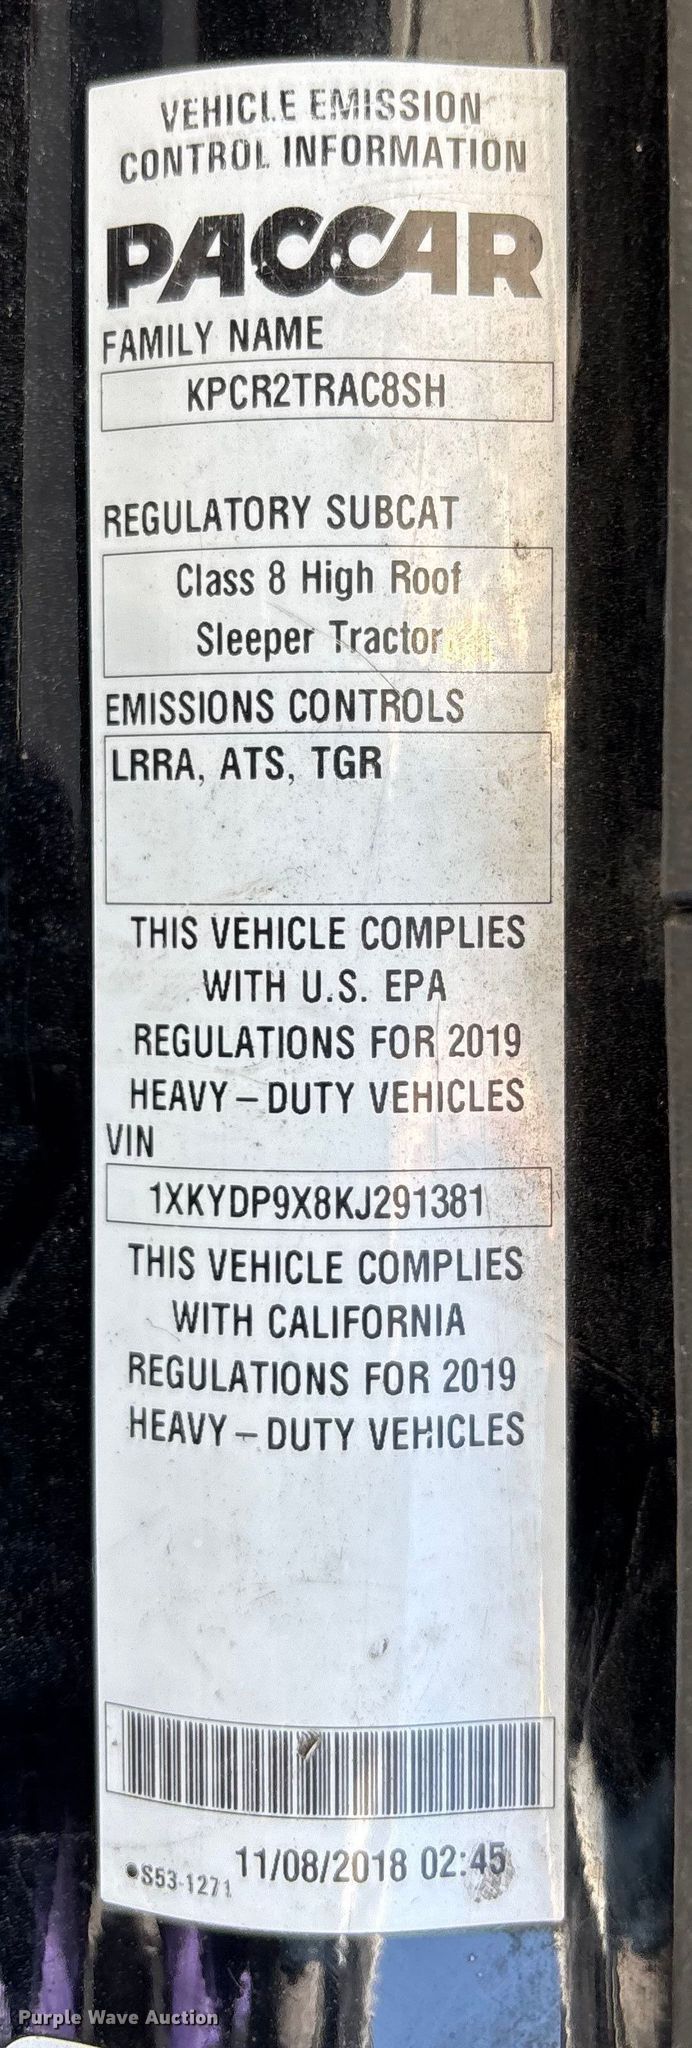 VEHICLE EMISSION
CONTROL INFORMATION
PACCAR
FAMILY NAME
KPCR2TRAC8SH
REGULATORY SUBCAT
Class 8 High Roof
Sleeper Tractor
EMISSIONS CONTROLS
LRRA, ATS, TGR
THIS VEHICLE COMPLIES
WITH U.S. EPA
REGULATIONS FOR 2019
HEAVY – DUTY VEHICLES
VIN
1XKYDP9X8KJ291381
THIS VEHICLE COMPLIES
WITH CALIFORNIA
REGULATIONS FOR 2019
HEAVY – DUTY VEHICLES
•S53-1271 11/08/2018 02:45
Purple Wave Auction